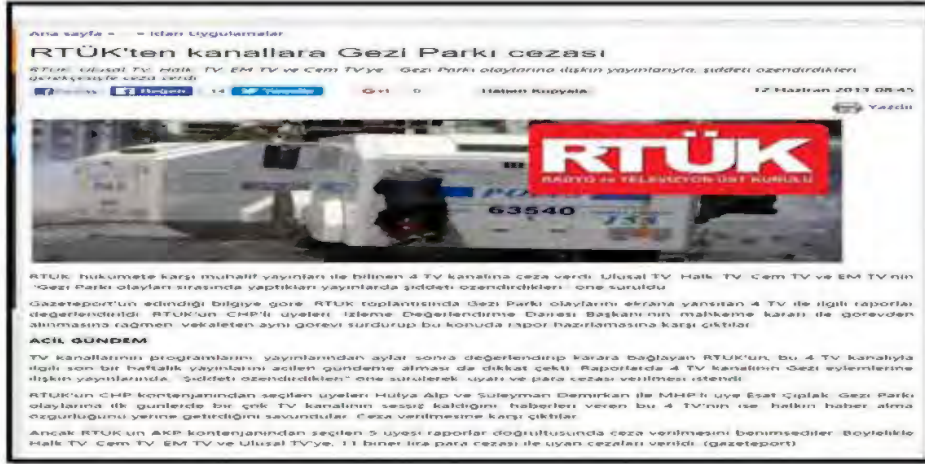 Ana sayfa » » İdari Uygulamalar
RTÜK'ten kanallara Gezi Parkı cezası
RTÜK, Ulusal TV, Halk TV, EM TV ve Cem TV'ye, "Gezi Parkı olaylarına ilişkin yayınlarıyla, şiddeti özendirdikleri
gerekçesiyle ceza verdi.
Beğen 14 G+1 0 Haberi Kopyala 12 Haziran 2013 08:45
Yazdır
RTÜK
RADYO ve TELEVİZYON ÜST KURULU
63540
155
RTÜK, hükümete karşı muhalif yayınları ile bilinen 4 TV kanalına ceza verdi. Ulusal TV, Halk TV, Cem TV ve EM TV'nin
"Gezi Parkı olayları sırasında yaptıkları yayınlarda şiddeti özendirdikleri" öne sürüldü.
Gazeteport'un edindiği bilgiye göre, RTÜK toplantısında Gezi Parkı olaylarını ekrana yansıtan 4 TV ile ilgili raporlar
değerlendirildi. RTÜK'un CHP'li üyeleri, İzleme Değerlendirme Dairesi Başkanı'nın mahkeme kararı ile görevden
alınmasına rağmen vekaleten aynı görevi sürdürüp bu konuda rapor hazırlamasına karşı çıktılar.
ACİL GÜNDEM
TV kanallarının programlarını, yayınlarından aylar sonra değerlendirip karara bağlayan RTÜK'ün, bu 4 TV kanalıyla
ilgili son bir haftalık yayınlarını acilen gündeme alması da dikkat çekti. Raporlarda 4 TV kanalının Gezi eylemlerine
ilişkin yayınlarında, "şiddeti özendirdikleri" öne sürülerek, uyarı ve para cezası verilmesi istendi.
RTÜK'ün CHP kontenjanından seçilen üyeleri Hülya Alp ve Süleyman Demirkan ile MHP'li üye Esat Çıplak, Gezi Parkı
olaylarına ilk günlerde bir çok TV kanalının sessiz kaldığını, haberleri veren bu 4 TV'nin ise halkın haber alma
özgürlüğünü yerine getirdiğini savundular. Ceza verilmesine karşı çıktılar.
Ancak RTÜK'ün AKP kontenjanından seçilen 5 üyesi raporlar doğrultusunda ceza verilmesini benimsediler. Böylelikle
Halk TV, Cem TV, EM TV ve Ulusal TV'ye, 11 biner lira para cezası ile uyarı cezaları verildi. (gazeteport)